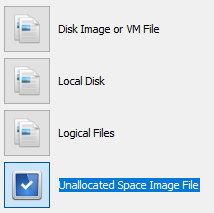 Disk Image or VM File
Local Disk
Logical Files
Unallocated Space Image File